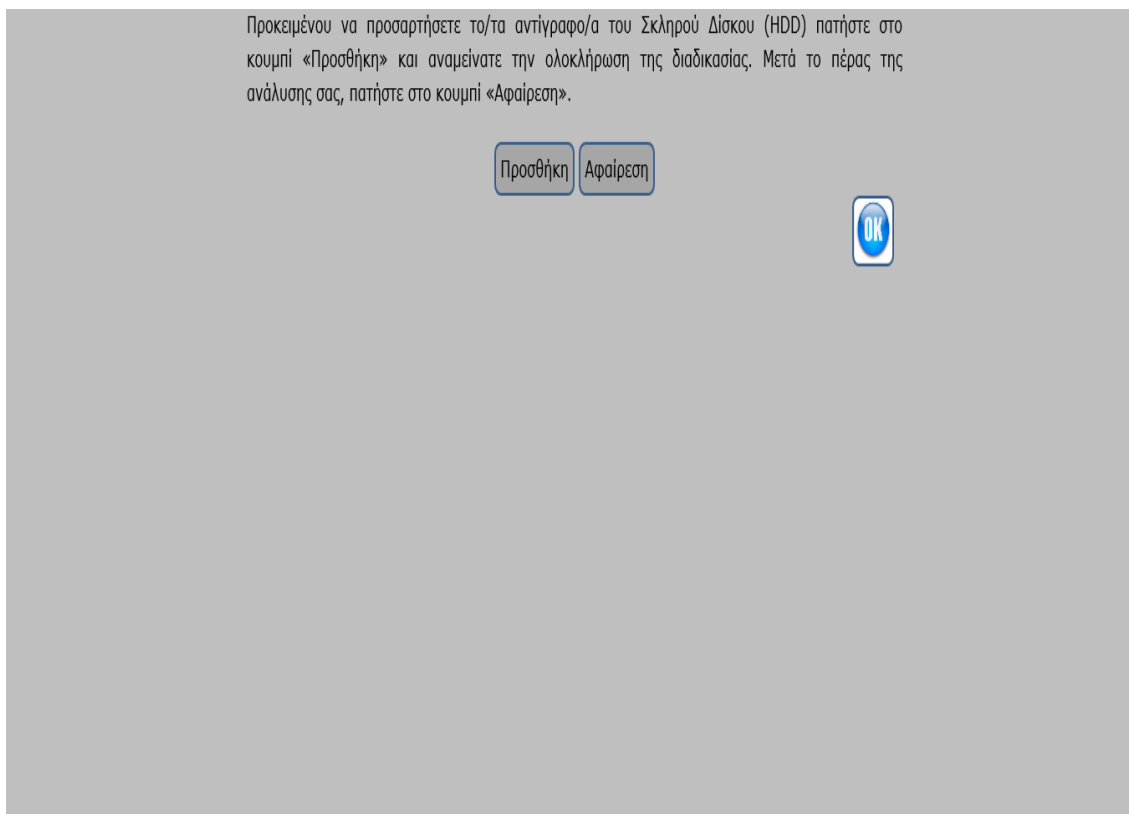 Προκειμένου να προσαρτήσετε το/τα αντίγραφο/α του Σκληρού Δίσκου (HDD) πατήστε στο
κουμπί «Προσθήκη» και αναμείνατε την ολοκλήρωση της διαδικασίας. Μετά το πέρας της
ανάλυσης σας, πατήστε στο κουμπί «Αφαίρεση».
Προσθήκη Αφαίρεση
OK